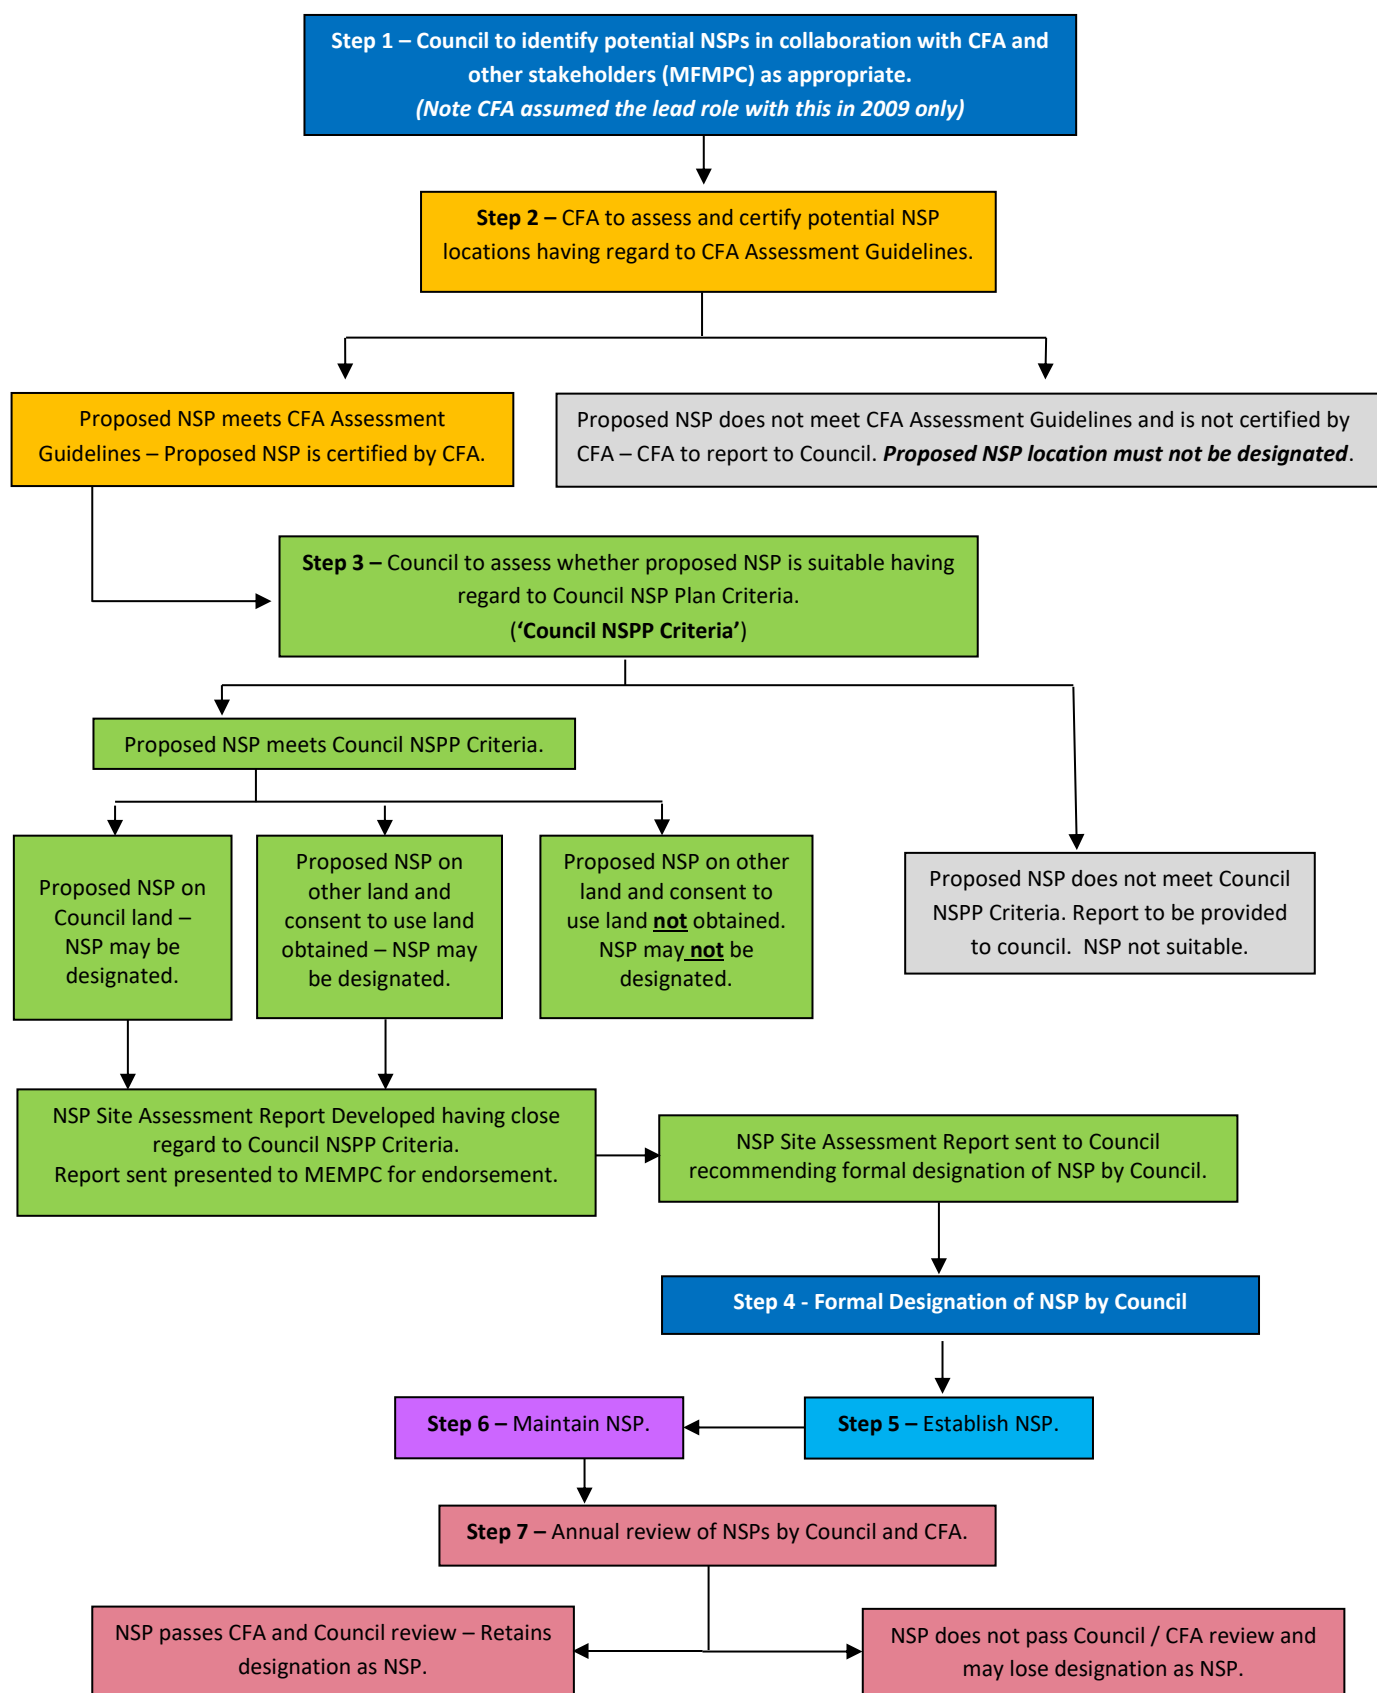 Step 1 – Council to identify potential NSPs in collaboration with CFA and
other stakeholders (MFMPC) as appropriate.
(Note CFA assumed the lead role with this in 2009 only)
Step 2 – CFA to assess and certify potential NSP
locations having regard to CFA Assessment Guidelines.
Proposed NSP meets CFA Assessment
Guidelines – Proposed NSP is certified by CFA.
Proposed NSP does not meet CFA Assessment Guidelines and is not certified by
CFA – CFA to report to Council. Proposed NSP location must not be designated.
Step 3 – Council to assess whether proposed NSP is suitable having
regard to Council NSP Plan Criteria.
(‘Council NSPP Criteria’)
Proposed NSP meets Council NSPP Criteria.
Proposed NSP on
Council land –
NSP may be
designated.
Proposed NSP on
other land and
consent to use land
obtained – NSP may
be designated.
Proposed NSP on other
land and consent to
use land not obtained.
NSP may not be
designated.
Proposed NSP does not meet Council
NSPP Criteria. Report to be provided
to council.  NSP not suitable.
NSP Site Assessment Report Developed having close
regard to Council NSPP Criteria.
Report sent presented to MEMPC for endorsement.
NSP Site Assessment Report sent to Council
recommending formal designation of NSP by Council.
Step 4 - Formal Designation of NSP by Council
Step 6 – Maintain NSP.
Step 5 – Establish NSP.
Step 7 – Annual review of NSPs by Council and CFA.
NSP passes CFA and Council review – Retains
designation as NSP.
NSP does not pass Council / CFA review and
may lose designation as NSP.